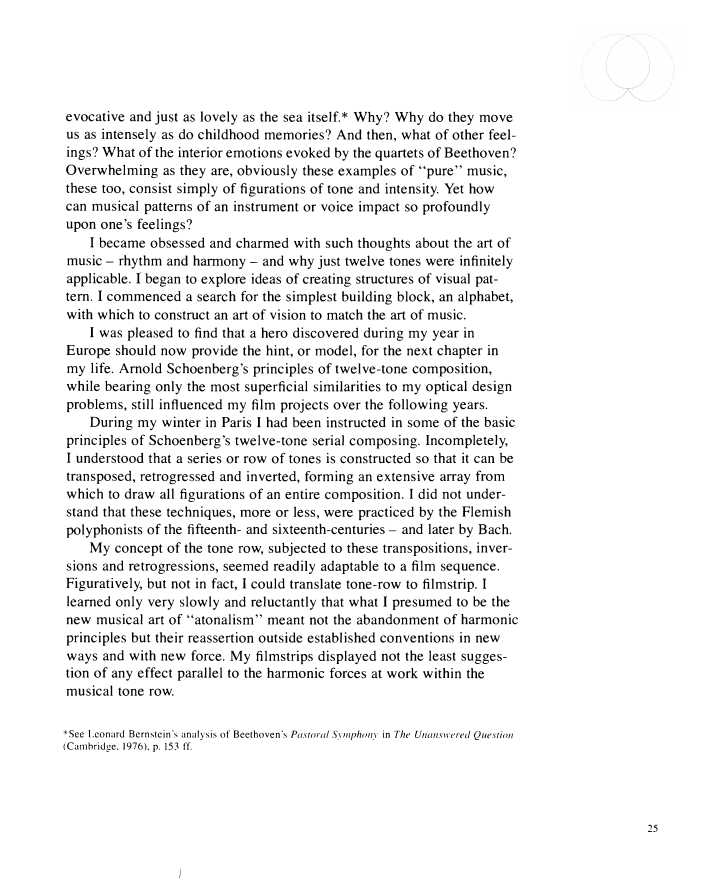 evocative and just as lovely as the sea itself.* Why? Why do they move
us as intensely as do childhood memories? And then, what of other feel-
ings? What of the interior emotions evoked by the quartets of Beethoven?
Overwhelming as they are, obviously these examples of “pure” music,
these too, consist simply of figurations of tone and intensity. Yet how
can musical patterns of an instrument or voice impact so profoundly
upon one's feelings?
I became obsessed and charmed with such thoughts about the art of
music – rhythm and harmony – and why just twelve tones were infinitely
applicable. I began to explore ideas of creating structures of visual pat-
tern. I commenced a search for the simplest building block, an alphabet,
with which to construct an art of vision to match the art of music.
I was pleased to find that a hero discovered during my year in
Europe should now provide the hint, or model, for the next chapter in
my life. Arnold Schoenberg's principles of twelve-tone composition,
while bearing only the most superficial similarities to my optical design
problems, still influenced my film projects over the following years.
During my winter in Paris I had been instructed in some of the basic
principles of Schoenberg's twelve-tone serial composing. Incompletely,
I understood that a series or row of tones is constructed so that it can be
transposed, retrogressed and inverted, forming an extensive array from
which to draw all figurations of an entire composition. I did not under-
stand that these techniques, more or less, were practiced by the Flemish
polyphonists of the fifteenth- and sixteenth-centuries – and later by Bach.
My concept of the tone row, subjected to these transpositions, inver-
sions and retrogressions, seemed readily adaptable to a film sequence.
Figuratively, but not in fact, I could translate tone-row to filmstrip. I
learned only very slowly and reluctantly that what I presumed to be the
new musical art of “atonalism” meant not the abandonment of harmonic
principles but their reassertion outside established conventions in new
ways and with new force. My filmstrips displayed not the least sugges-
tion of any effect parallel to the harmonic forces at work within the
musical tone row.
*See Leonard Bernstein's analysis of Beethoven's Pastoral Symphony in The Unanswered Question
(Cambridge, 1976), p. 153 ff.
25